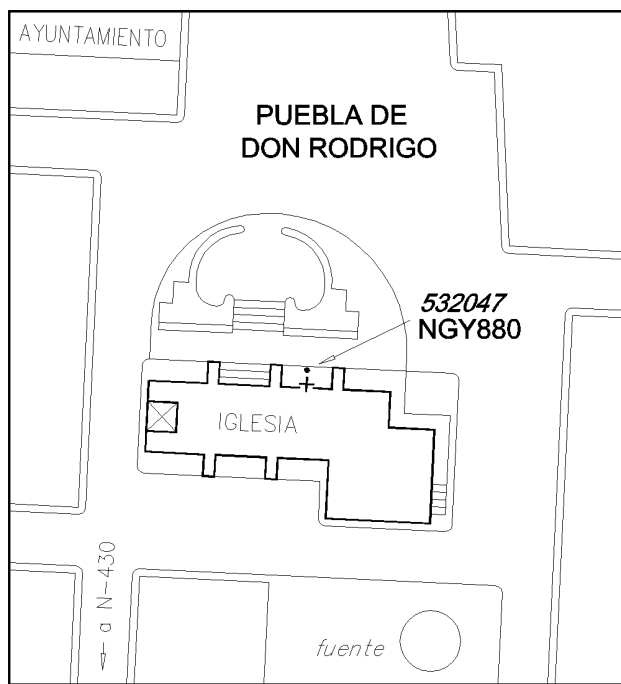 AYUNTAMIENTO
PUEBLA DE
DON RODRIGO
532047
NGY880
IGLESIA
a N-430
fuente